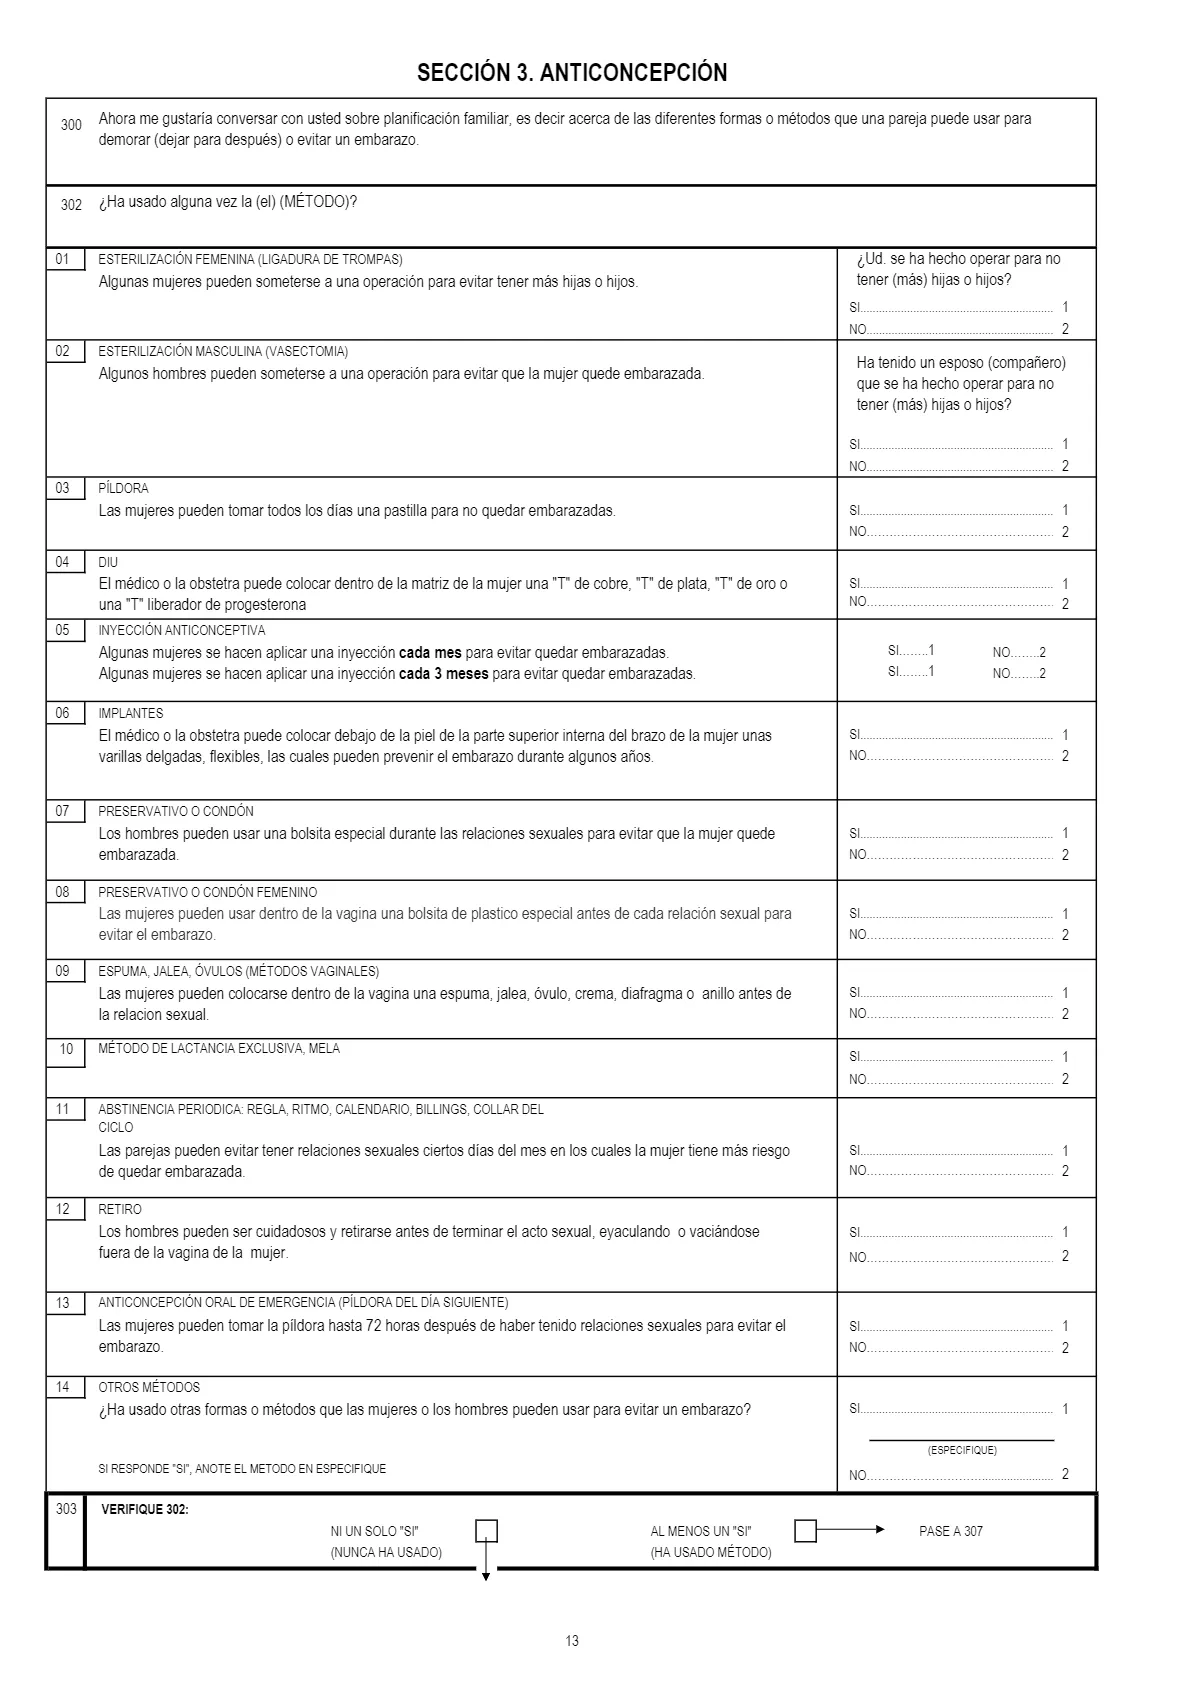 SECCIÓN 3. ANTICONCEPCIÓN
300 Ahora me gustaría conversar con usted sobre planificación familiar, es decir acerca de las diferentes formas o métodos que una pareja puede usar para
demorar (dejar para después) o evitar un embarazo.
302 ¿Ha usado alguna vez la (el) (MÉTODO)?
01 ESTERILIZACIÓN FEMENINA (LIGADURA DE TROMPAS)
Algunas mujeres pueden someterse a una operación para evitar tener más hijas o hijos.
¿Ud. se ha hecho operar para no
tener (más) hijas o hijos?
SI............................................................ 1
NO.......................................................... 2
02 ESTERILIZACIÓN MASCULINA (VASECTOMIA)
Algunos hombres pueden someterse a una operación para evitar que la mujer quede embarazada.
Ha tenido un esposo (compañero)
que se ha hecho operar para no
tener (más) hijas o hijos?
SI............................................................ 1
NO.......................................................... 2
03 PÍLDORA
Las mujeres pueden tomar todos los días una pastilla para no quedar embarazadas.
SI............................................................ 1
NO.......................................................... 2
04 DIU
El médico o la obstetra puede colocar dentro de la matriz de la mujer una "T" de cobre, "T" de plata, "T" de oro o
una "T" liberador de progesterona
SI............................................................ 1
NO.......................................................... 2
05 INYECCIÓN ANTICONCEPTIVA
Algunas mujeres se hacen aplicar una inyección cada mes para evitar quedar embarazadas.
Algunas mujeres se hacen aplicar una inyección cada 3 meses para evitar quedar embarazadas.
SI........1 NO........2
SI........1 NO........2
06 IMPLANTES
El médico o la obstetra puede colocar debajo de la piel de la parte superior interna del brazo de la mujer unas
varillas delgadas, flexibles, las cuales pueden prevenir el embarazo durante algunos años.
SI............................................................ 1
NO.......................................................... 2
07 PRESERVATIVO O CONDÓN
Los hombres pueden usar una bolsita especial durante las relaciones sexuales para evitar que la mujer quede
embarazada.
SI............................................................ 1
NO.......................................................... 2
08 PRESERVATIVO O CONDÓN FEMENINO
Las mujeres pueden usar dentro de la vagina una bolsita de plastico especial antes de cada relación sexual para
evitar el embarazo.
SI............................................................ 1
NO.......................................................... 2
09 ESPUMA, JALEA, ÓVULOS (MÉTODOS VAGINALES)
Las mujeres pueden colocarse dentro de la vagina una espuma, jalea, óvulo, crema, diafragma o anillo antes de
la relacion sexual.
SI............................................................ 1
NO.......................................................... 2
10 MÉTODO DE LACTANCIA EXCLUSIVA, MELA
SI............................................................ 1
NO.......................................................... 2
11 ABSTINENCIA PERIODICA: REGLA, RITMO, CALENDARIO, BILLINGS, COLLAR DEL
CICLO
Las parejas pueden evitar tener relaciones sexuales ciertos días del mes en los cuales la mujer tiene más riesgo
de quedar embarazada.
SI............................................................ 1
NO.......................................................... 2
12 RETIRO
Los hombres pueden ser cuidadosos y retirarse antes de terminar el acto sexual, eyaculando o vaciándose
fuera de la vagina de la mujer.
SI............................................................ 1
NO.......................................................... 2
13 ANTICONCEPCIÓN ORAL DE EMERGENCIA (PÍLDORA DEL DÍA SIGUIENTE)
Las mujeres pueden tomar la píldora hasta 72 horas después de haber tenido relaciones sexuales para evitar el
embarazo.
SI............................................................ 1
NO.......................................................... 2
14 OTROS MÉTODOS
¿Ha usado otras formas o métodos que las mujeres o los hombres pueden usar para evitar un embarazo?
SI............................................................ 1
(ESPECIFIQUE)
SI RESPONDE "SI", ANOTE EL METODO EN ESPECIFIQUE
NO.......................................................... 2
303 VERIFIQUE 302:
NI UN SOLO "SI" AL MENOS UN "SI" PASE A 307
(NUNCA HA USADO) (HA USADO MÉTODO)
13